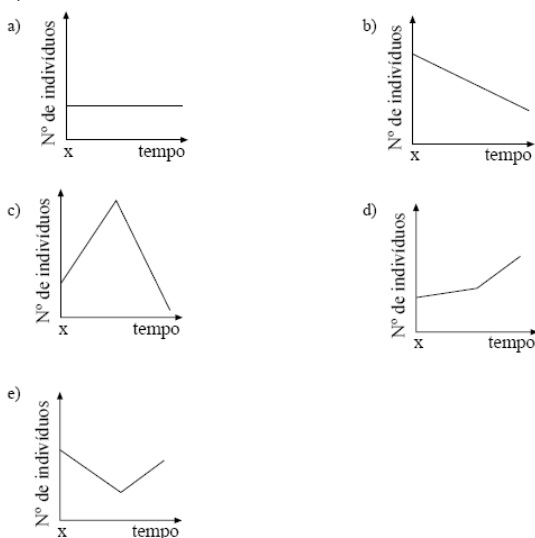 a)
Nº de indivíduos
x tempo
b)
Nº de indivíduos
x tempo
c)
Nº de indivíduos
x tempo
d)
Nº de indivíduos
x tempo
e)
Nº de indivíduos
x tempo